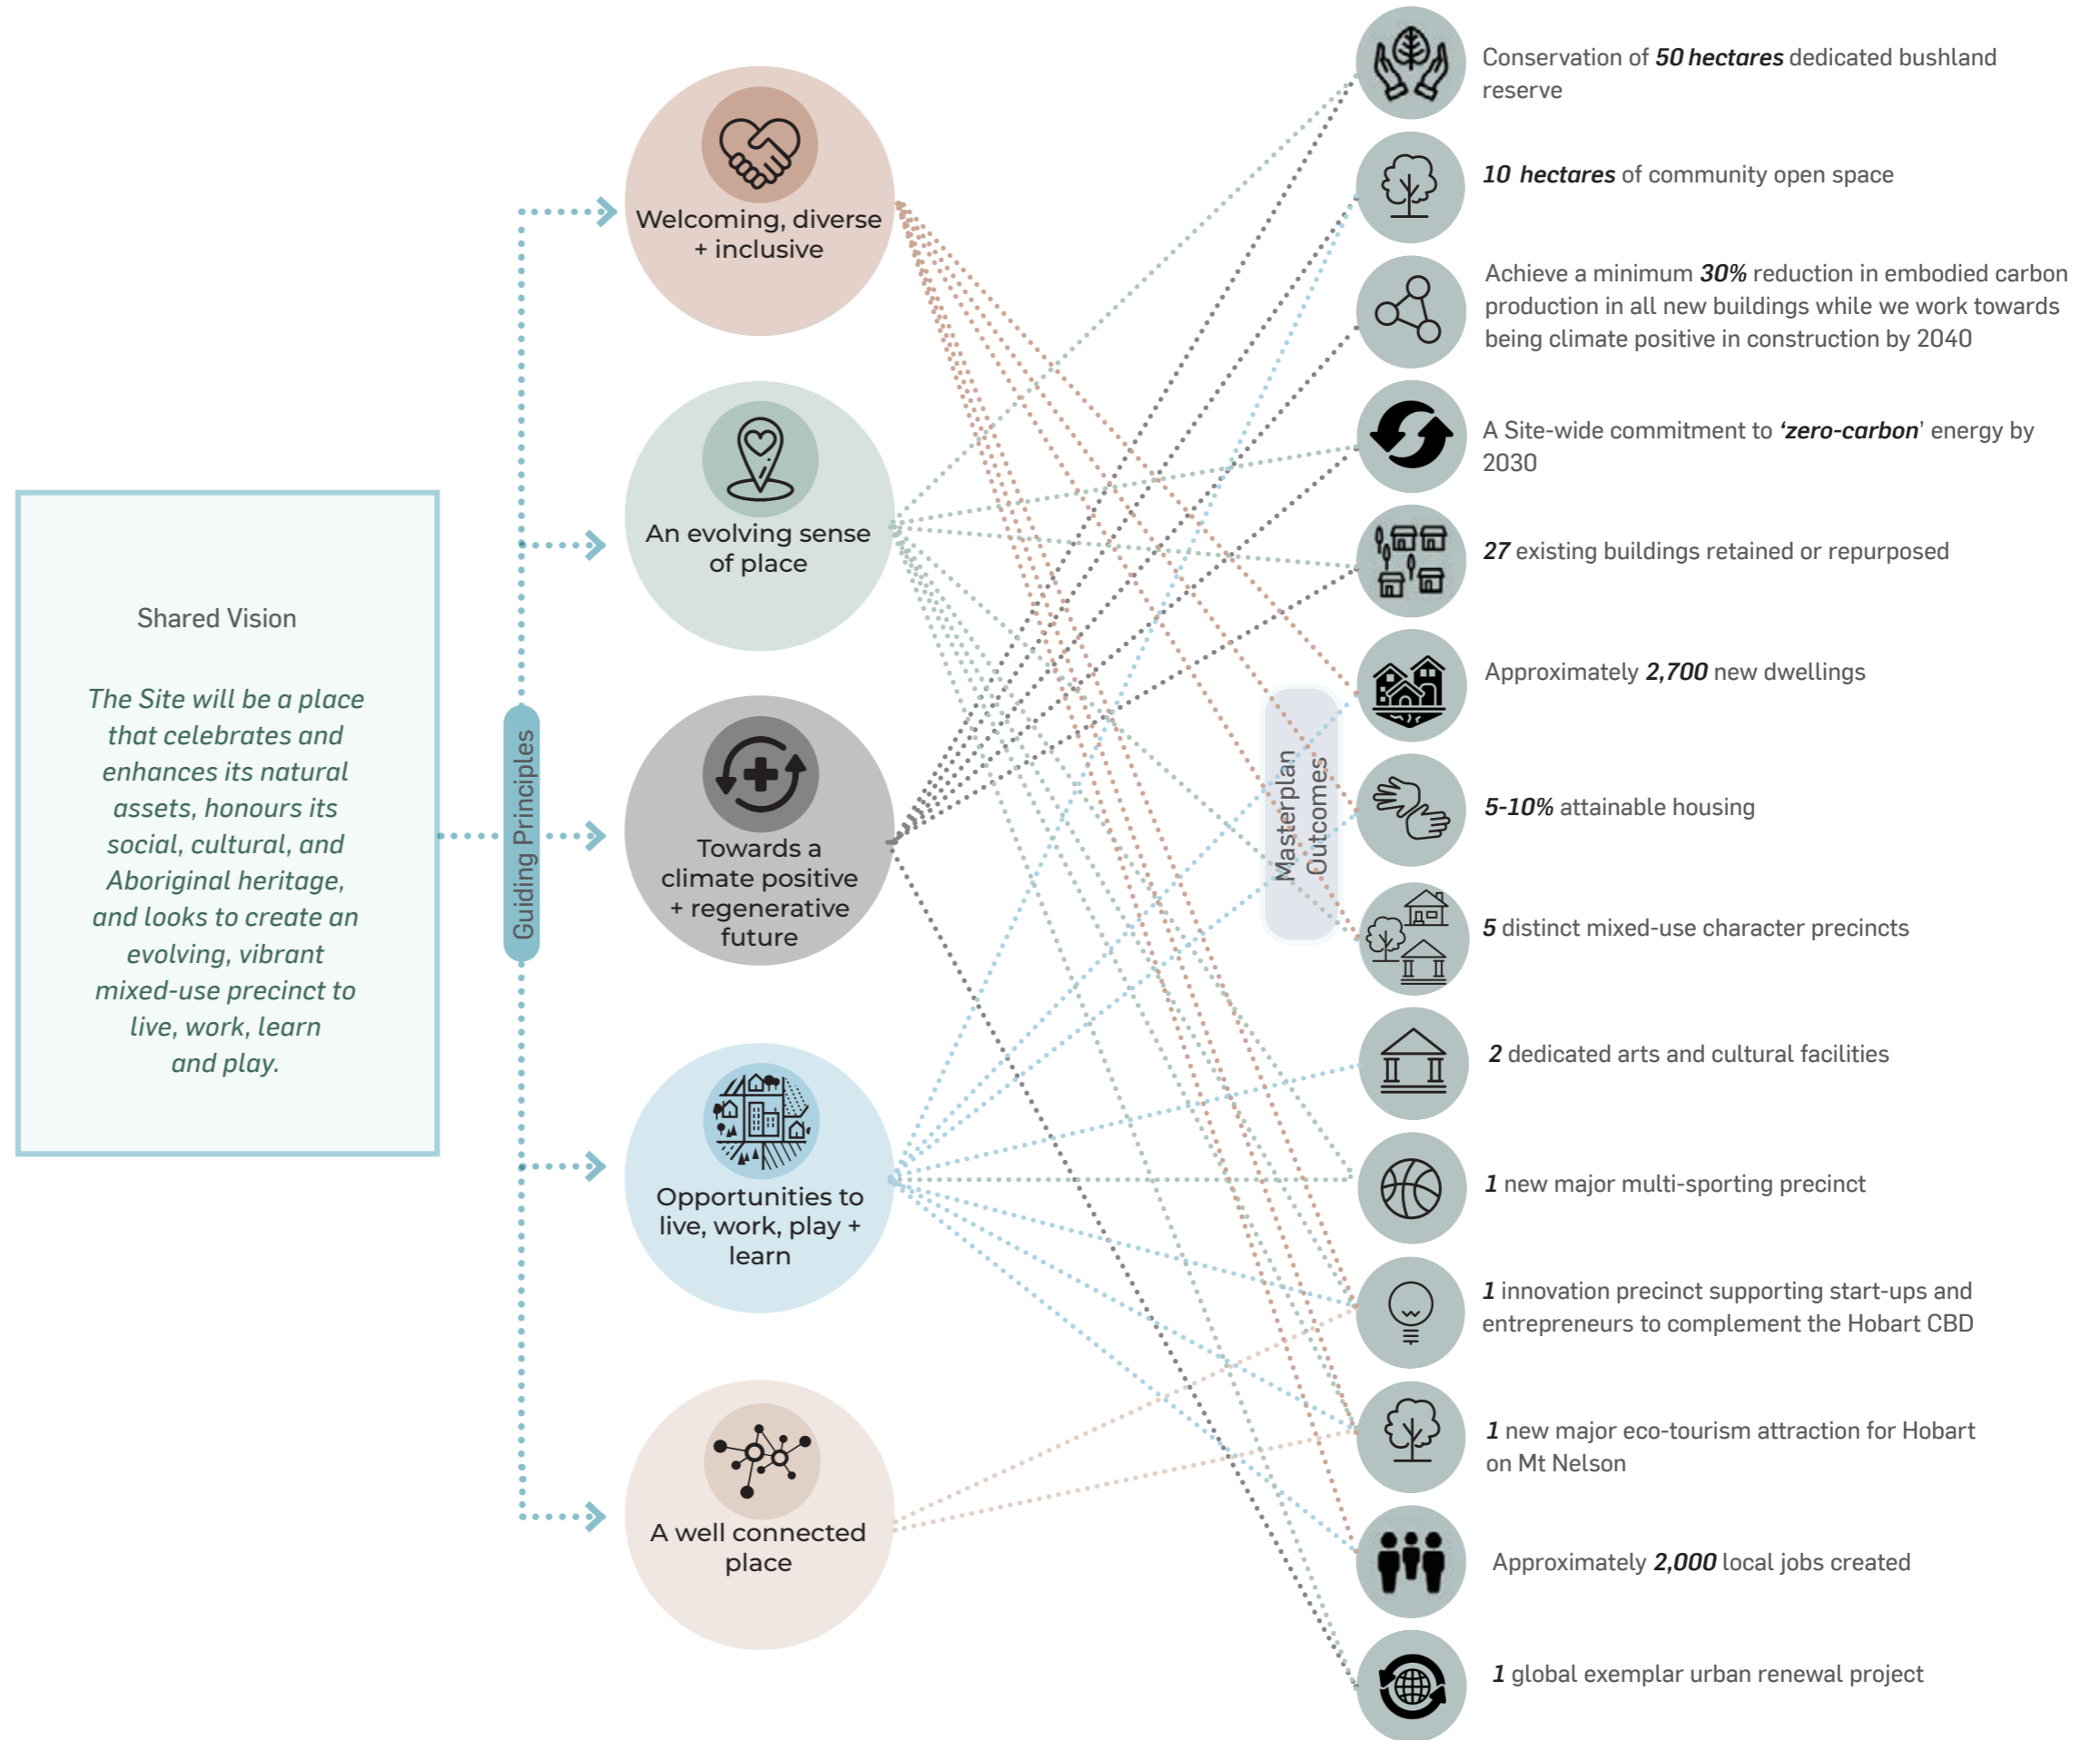 Shared Vision
The Site will be a place
that celebrates and
enhances its natural
assets, honours its
social, cultural, and
Aboriginal heritage,
and looks to create an
evolving, vibrant
mixed-use precinct to
live, work, learn
and play.
Guiding Principles
Welcoming, diverse
+ inclusive
An evolving sense
of place
Towards a
climate positive
+ regenerative
future
Opportunities to
live, work, play +
learn
A well connected
place
Masterplan
Outcomes
Conservation of 50 hectares dedicated bushland
reserve
10 hectares of community open space
Achieve a minimum 30% reduction in embodied carbon
production in all new buildings while we work towards
being climate positive in construction by 2040
A Site-wide commitment to ‘zero-carbon’ energy by
2030
27 existing buildings retained or repurposed
Approximately 2,700 new dwellings
5-10% attainable housing
5 distinct mixed-use character precincts
2 dedicated arts and cultural facilities
1 new major multi-sporting precinct
1 innovation precinct supporting start-ups and
entrepreneurs to complement the Hobart CBD
1 new major eco-tourism attraction for Hobart
on Mt Nelson
Approximately 2,000 local jobs created
1 global exemplar urban renewal project